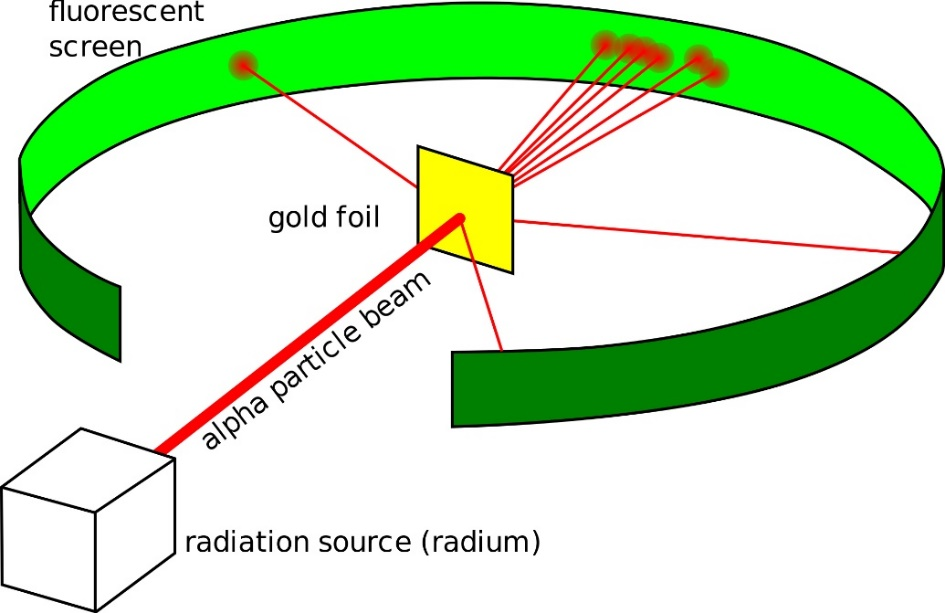 fluorescent
screen
gold foil
alpha particle beam
radiation source (radium)